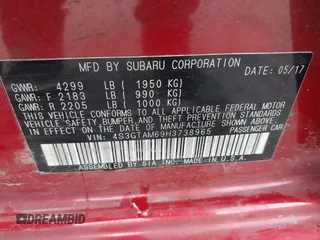 MFD BY SUBARU CORPORATION DATE 05/17
GVWR: 4299 LB (1950 KG)
GAWR: F 2183 LB (990 KG)
GAWR: R 2205 LB (1000 KG)
THIS VEHICLE CONFORMS TO ALL APPLICABLE FEDERAL MOTOR
VEHICLE SAFETY, BUMPER, AND THEFT PREVENTION STANDARDS
IN EFFECT ON THE DATE OF MANUFACTURE SHOWN ABOVE.
VIN: 4S3GTAM69H3738965 PASSENGER CAR
ASSEMBLED BY SIA INC. MADE IN U.S.A.
DREAMBID